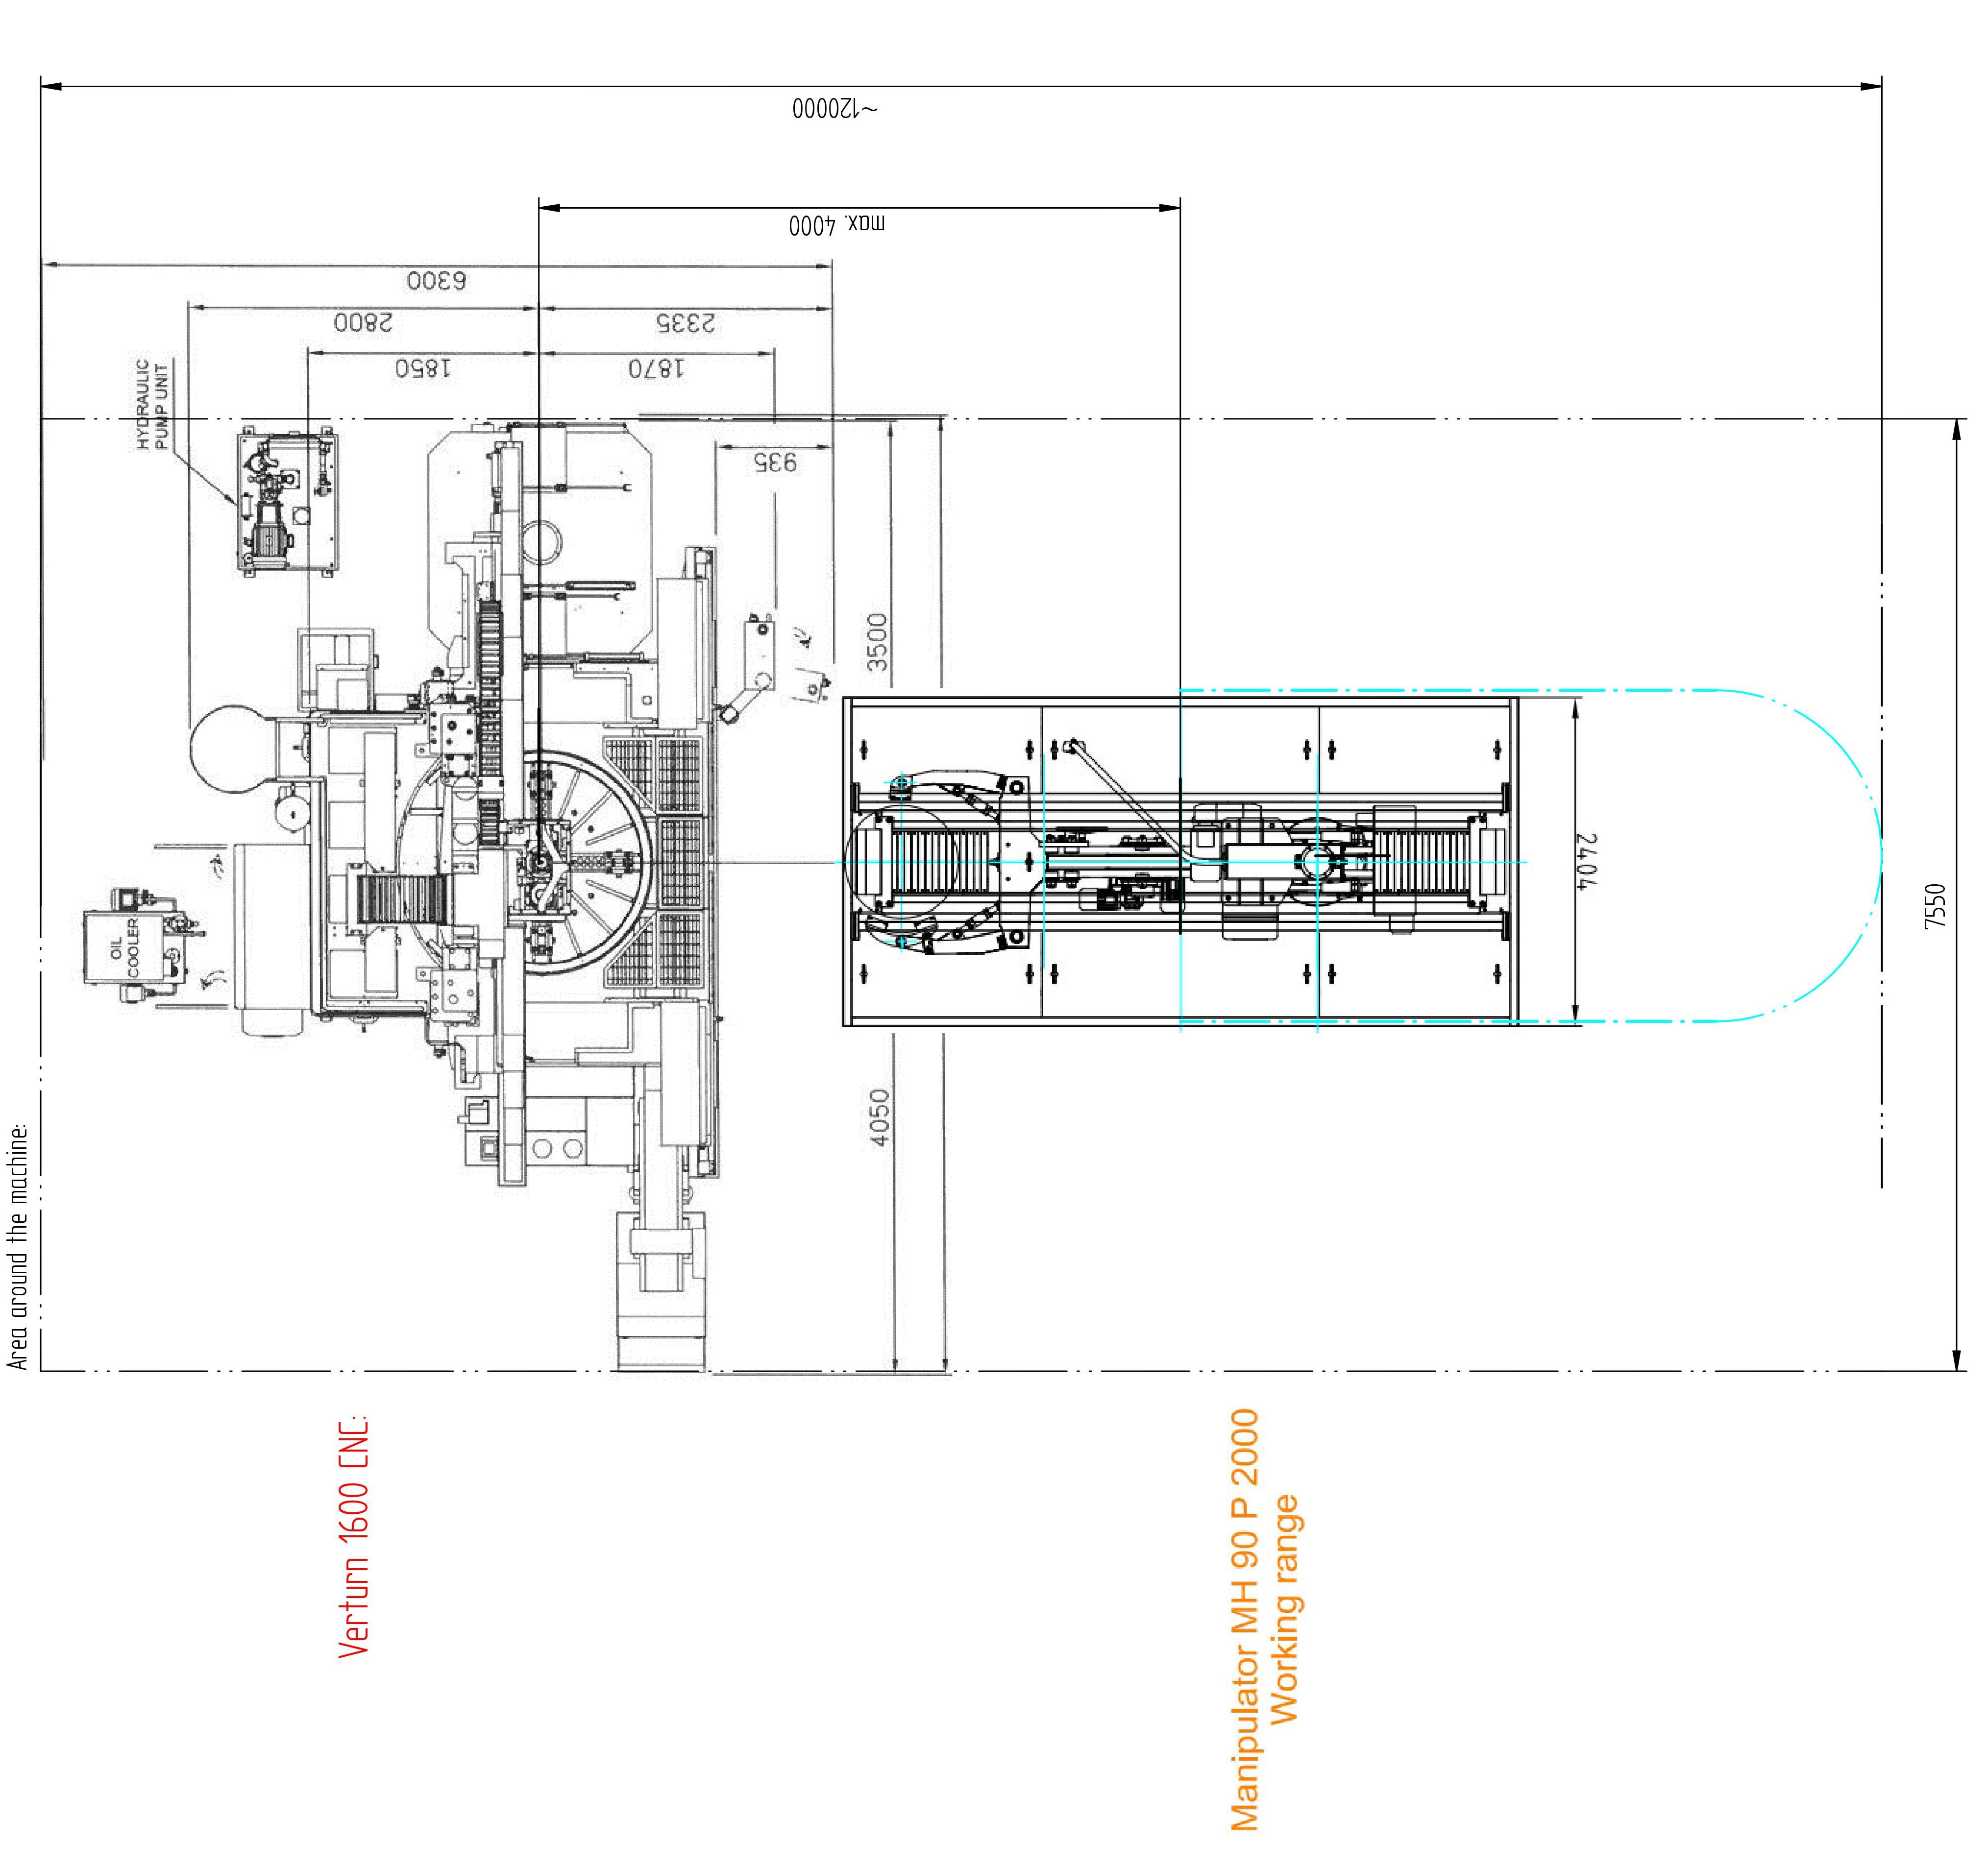 ~120000
max. 4000
6300
2800
2335
1850
1870
HYDRAULIC
PUMP UNIT
935
3500
OIL
COOLER
2404
7550
4050
Area around the machine:
Verturn 1600 CNC:
Manipulator MH 90 P 2000
Working range